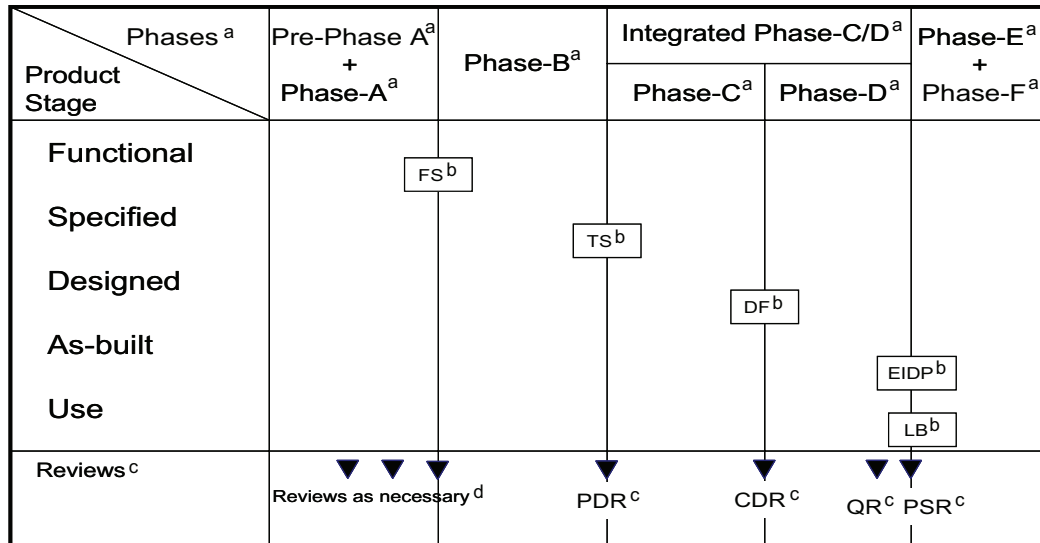 Phases a
Product
Stage
Pre-Phase A a
+
Phase-A a
Phase-B a
Integrated Phase-C/D a
Phase-C a
Phase-D a
Phase-E a
+
Phase-F a
Functional
FS b
Specified
TS b
Designed
DF b
As-built
EIDP b
Use
LB b
Reviews c
Reviews as necessary d
PDR c
CDR c
QR c PSR c